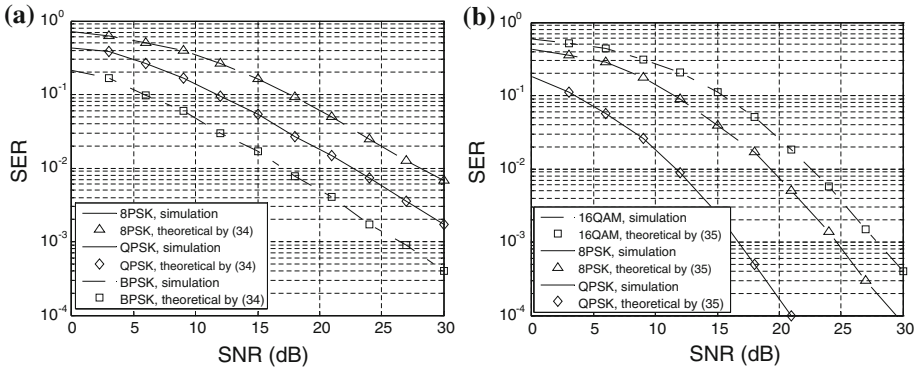 (a)
10^0
10^-1
10^-2
10^-3
10^-4
SER
8PSK, simulation
8PSK, theoretical by (34)
QPSK, simulation
QPSK, theoretical by (34)
BPSK, simulation
BPSK, theoretical by (34)
0 5 10 15 20 25 30
SNR (dB)
(b)
10^0
10^-1
10^-2
10^-3
10^-4
SER
16QAM, simulation
16QAM, theoretical by (35)
8PSK, simulation
8PSK, theoretical by (35)
QPSK, simulation
QPSK, theoretical by (35)
0 5 10 15 20 25 30
SNR (dB)